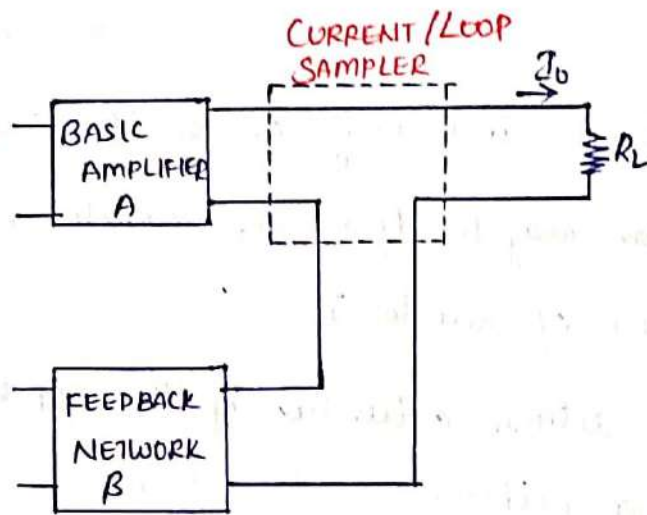 CURRENT/LOOP
SAMPLER
I₀
BASIC
AMPLIFIER
A
RL
FEEDBACK
NETWORK
β